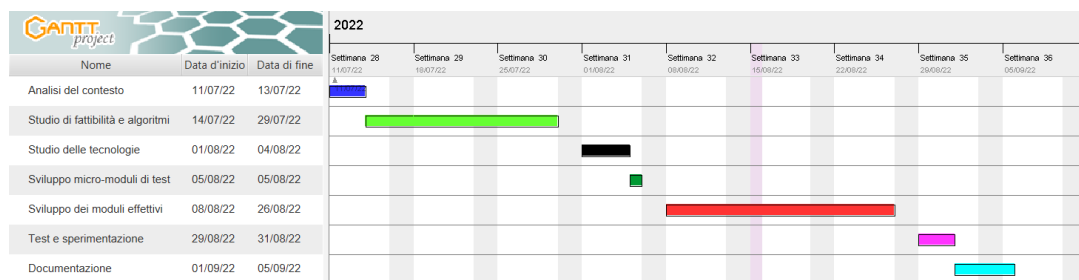 GANTT
project
2022
Nome Data d'inizio Data di fine
Settimana 28 Settimana 29 Settimana 30 Settimana 31 Settimana 32 Settimana 33 Settimana 34 Settimana 35 Settimana 36
11/07/22 18/07/22 25/07/22 01/08/22 08/08/22 15/08/22 22/08/22 29/08/22 05/09/22
Analisi del contesto 11/07/22 13/07/22
11/07/22
Studio di fattibilità e algoritmi 14/07/22 29/07/22
Studio delle tecnologie 01/08/22 04/08/22
Sviluppo micro-moduli di test 05/08/22 05/08/22
Sviluppo dei moduli effettivi 08/08/22 26/08/22
Test e sperimentazione 29/08/22 31/08/22
Documentazione 01/09/22 05/09/22